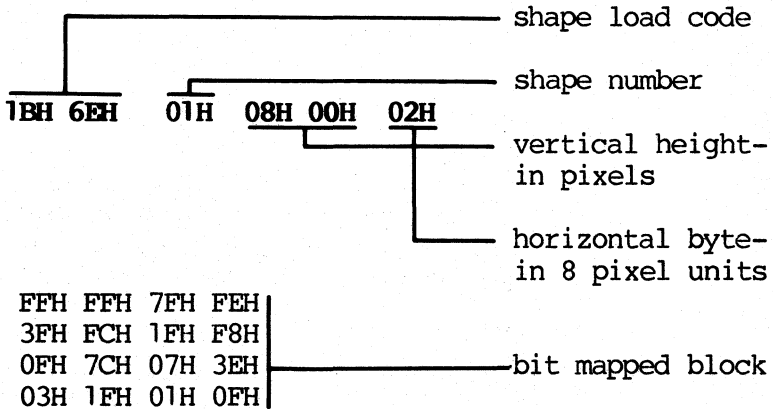 shape load code
shape number
1BH 6EH 01H 08H 00H 02H
vertical height-
in pixels
horizontal byte-
in 8 pixel units
FFH FFH 7FH FEH
3FH FCH 1FH F8H
0FH 7CH 07H 3EH bit mapped block
03H 1FH 01H 0FH